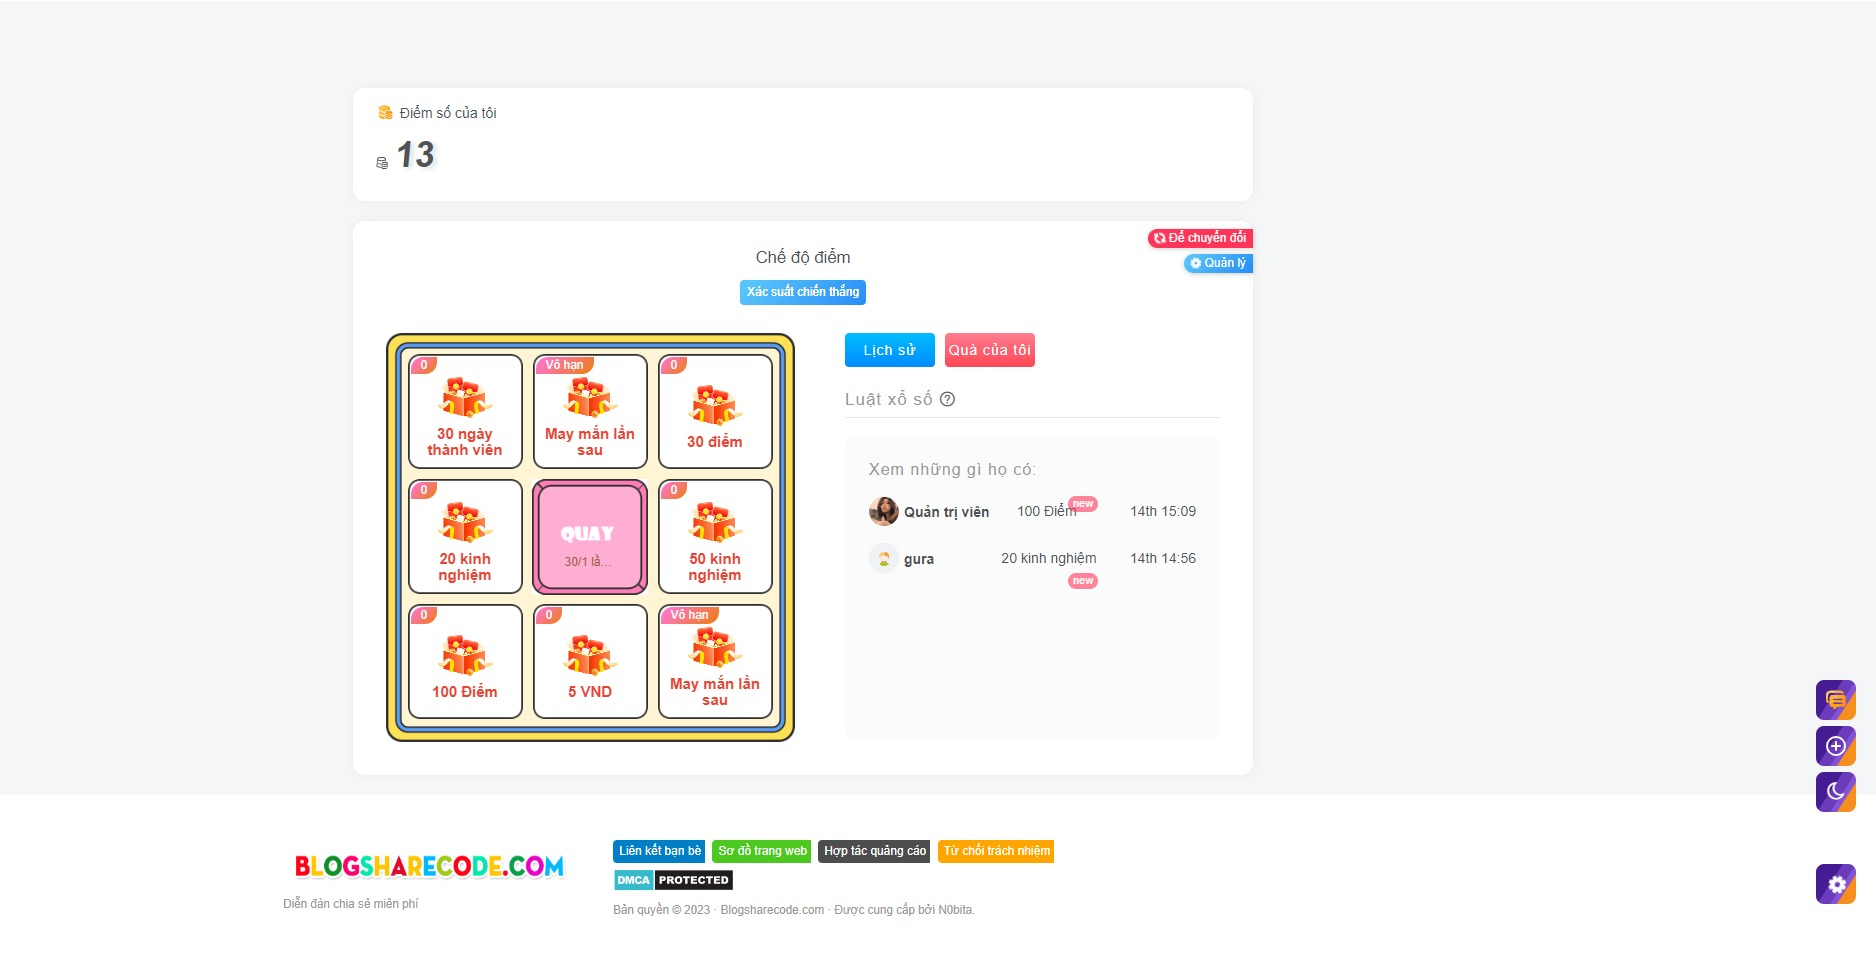 Điểm số của tôi
13
Để chuyển đổi
Chế độ điểm
Quản lý
Xác suất chiến thắng
0
30 ngày
thành viên
Vô hạn
May mắn lần
sau
0
30 điểm
0
20 kinh
nghiệm
QUAY
30/1 lầ...
0
50 kinh
nghiệm
0
100 Điểm
0
5 VND
Vô hạn
May mắn lần
sau
Lịch sử
Quà của tôi
Luật xổ số
Xem những gì họ có:
Quản trị viên 100 Điểm new 14th 15:09
gura 20 kinh nghiệm 14th 14:56
new
BLOGSHARECODE.COM
Diễn đàn chia sẻ miên phí
Liên kết bạn bè Sơ đồ trang web Hợp tác quảng cáo Từ chối trách nhiệm
DMCA PROTECTED
Bản quyền © 2023 · Blogsharecode.com · Được cung cấp bởi N0bita.